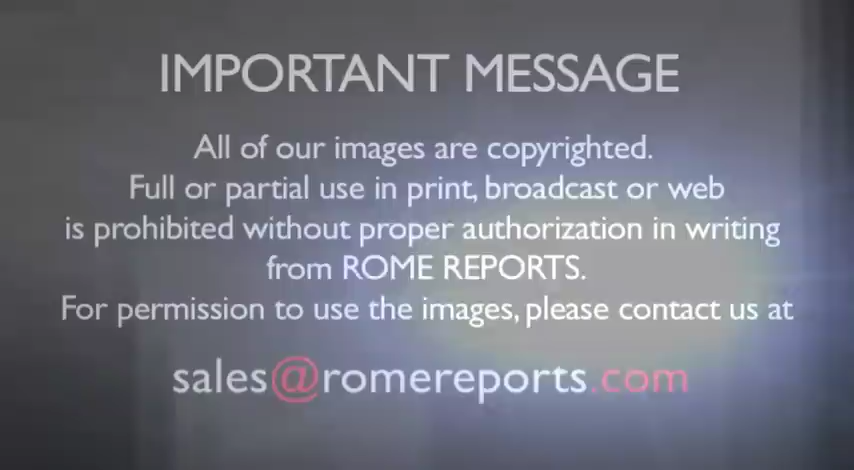 IMPORTANT MESSAGE
All of our images are copyrighted.
Full or partial use in print, broadcast or web
is prohibited without proper authorization in writing
from ROME REPORTS.
For permission to use the images, please contact us at
sales@romereports.com